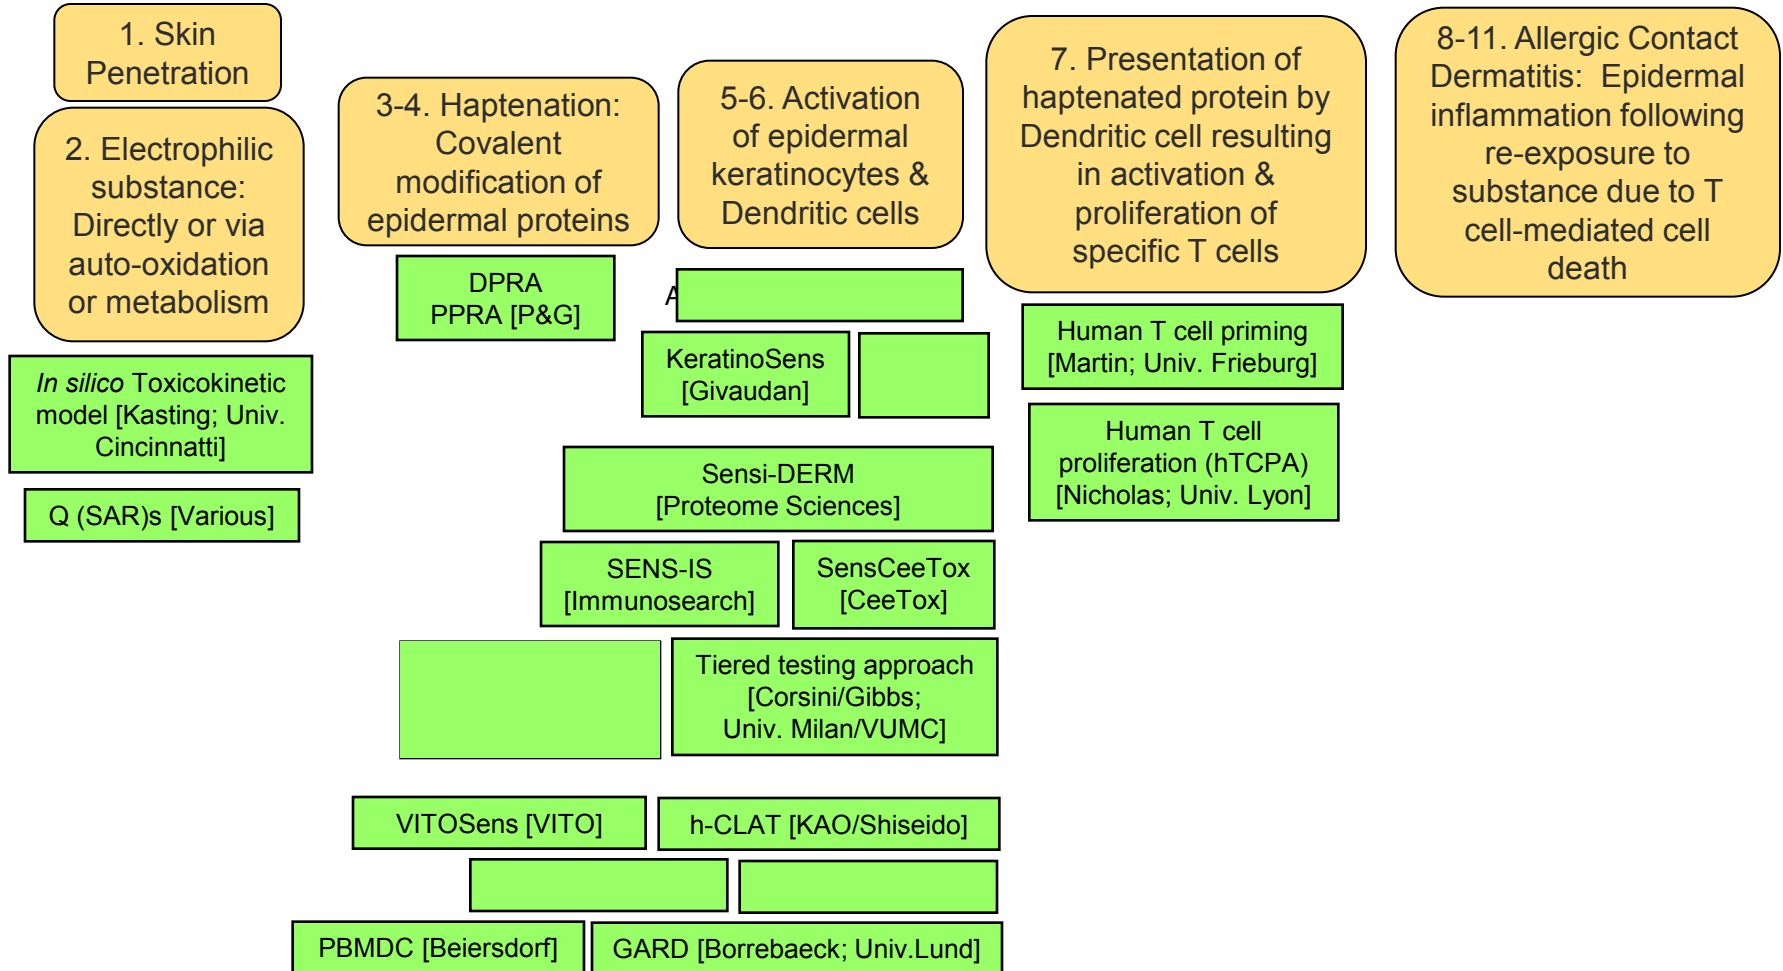 1. Skin
Penetration
2. Electrophilic
substance:
Directly or via
auto-oxidation
or metabolism
In silico Toxicokinetic
model [Kasting; Univ.
Cincinnatti]
Q (SAR)s [Various]
3-4. Haptenation:
Covalent
modification of
epidermal proteins
DPRA
PPRA [P&G]
5-6. Activation
of epidermal
keratinocytes &
Dendritic cells
KeratinoSens
[Givaudan]
Sensi-DERM
[Proteome Sciences]
SENS-IS
[Immunosearch]
SensCeeTox
[CeeTox]
Tiered testing approach
[Corsini/Gibbs;
Univ. Milan/VUMC]
VITOSens [VITO]
h-CLAT [KAO/Shiseido]
PBMDC [Beiersdorf]
GARD [Borrebaeck; Univ.Lund]
7. Presentation of
haptenated protein by
Dendritic cell resulting
in activation &
proliferation of
specific T cells
Human T cell priming
[Martin; Univ. Frieburg]
Human T cell
proliferation (hTCPA)
[Nicholas; Univ. Lyon]
8-11. Allergic Contact
Dermatitis: Epidermal
inflammation following
re-exposure to
substance due to T
cell-mediated cell
death